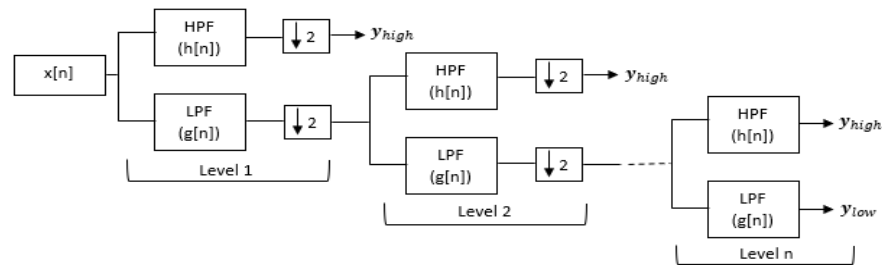 x[n]
HPF
(h[n])
↓ 2
y_high
LPF
(g[n])
↓ 2
Level 1
HPF
(h[n])
↓ 2
y_high
LPF
(g[n])
↓ 2
Level 2
HPF
(h[n])
y_high
LPF
(g[n])
y_low
Level n